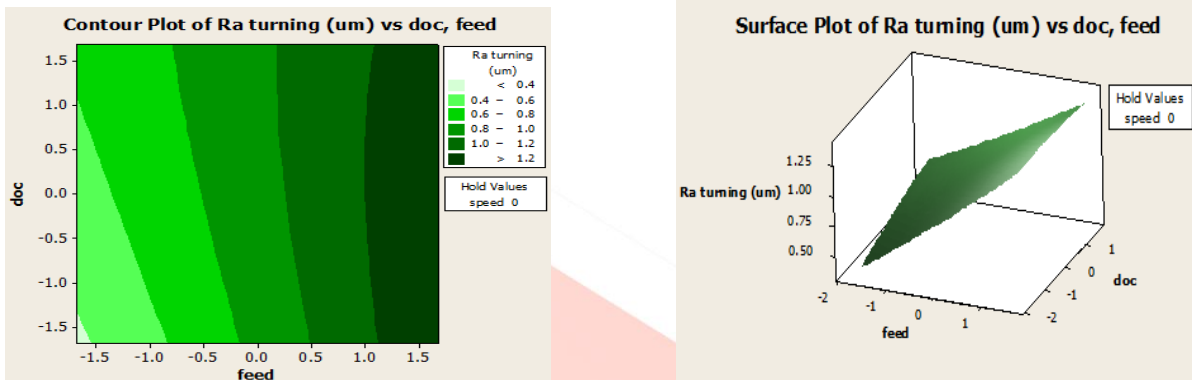 Contour Plot of Ra turning (um) vs doc, feed
1.5
1.0
0.5
0.0
-0.5
-1.0
-1.5
doc
-1.5 -1.0 -0.5 0.0 0.5 1.0 1.5
feed
Ra turning
(um)
< 0.4
0.4 – 0.6
0.6 – 0.8
0.8 – 1.0
1.0 – 1.2
> 1.2
Hold Values
speed 0
Surface Plot of Ra turning (um) vs doc, feed
Hold Values
speed 0
1.25
Ra turning (um) 1.00
0.75
0.50
-2 -1 0 1
feed
-2 -1 0 1
doc